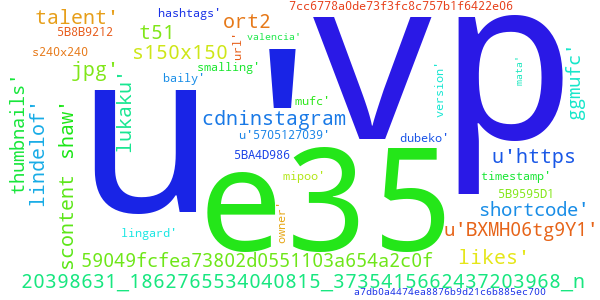 7cc6778a0de73f3fc8c757b1f6422e06
hashtags'
talent'
ort2
5B8B9212
t51
url'
valencia'
s240x240
s150x150
smalling'
jpg'
baily'
u'
vp
e35
version'
mata'
ggmufc'
thumbnails'
lindelof'
scontent
shaw'
lukaku'
mufc'
cdninstagram
u'5705127039'
dubeko'
5BA4D986
u'https
mipoo'
timestamp'
5B9595D1
owner'
shortcode'
lingard'
u'BXMH06tg9Y1'
59049fcfea73802d0551103a654a2c0f
likes'
20398631_1862765534040815_3735415662437203968_n
a7db0a4474ea8876b9d21c6b885ec700